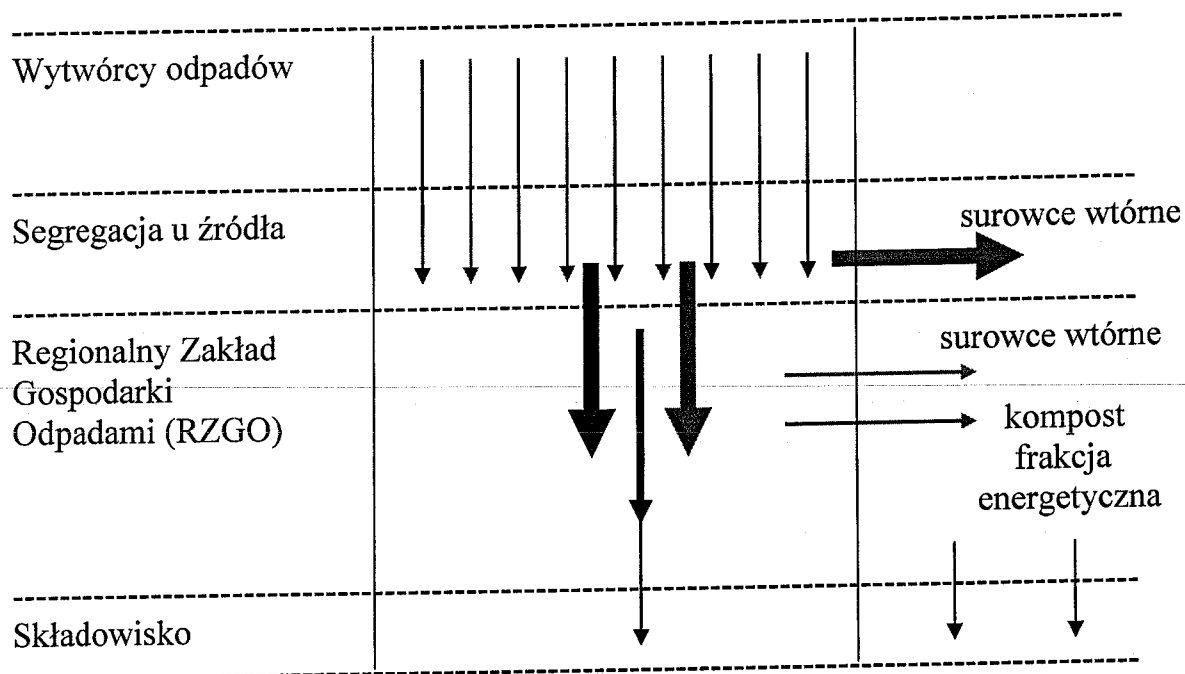 Wytwórcy odpadów
Segregacja u źródła
surowce wtórne
Regionalny Zakład
Gospodarki
Odpadami (RZGO)
surowce wtórne
kompost
frakcja
energetyczna
Składowisko